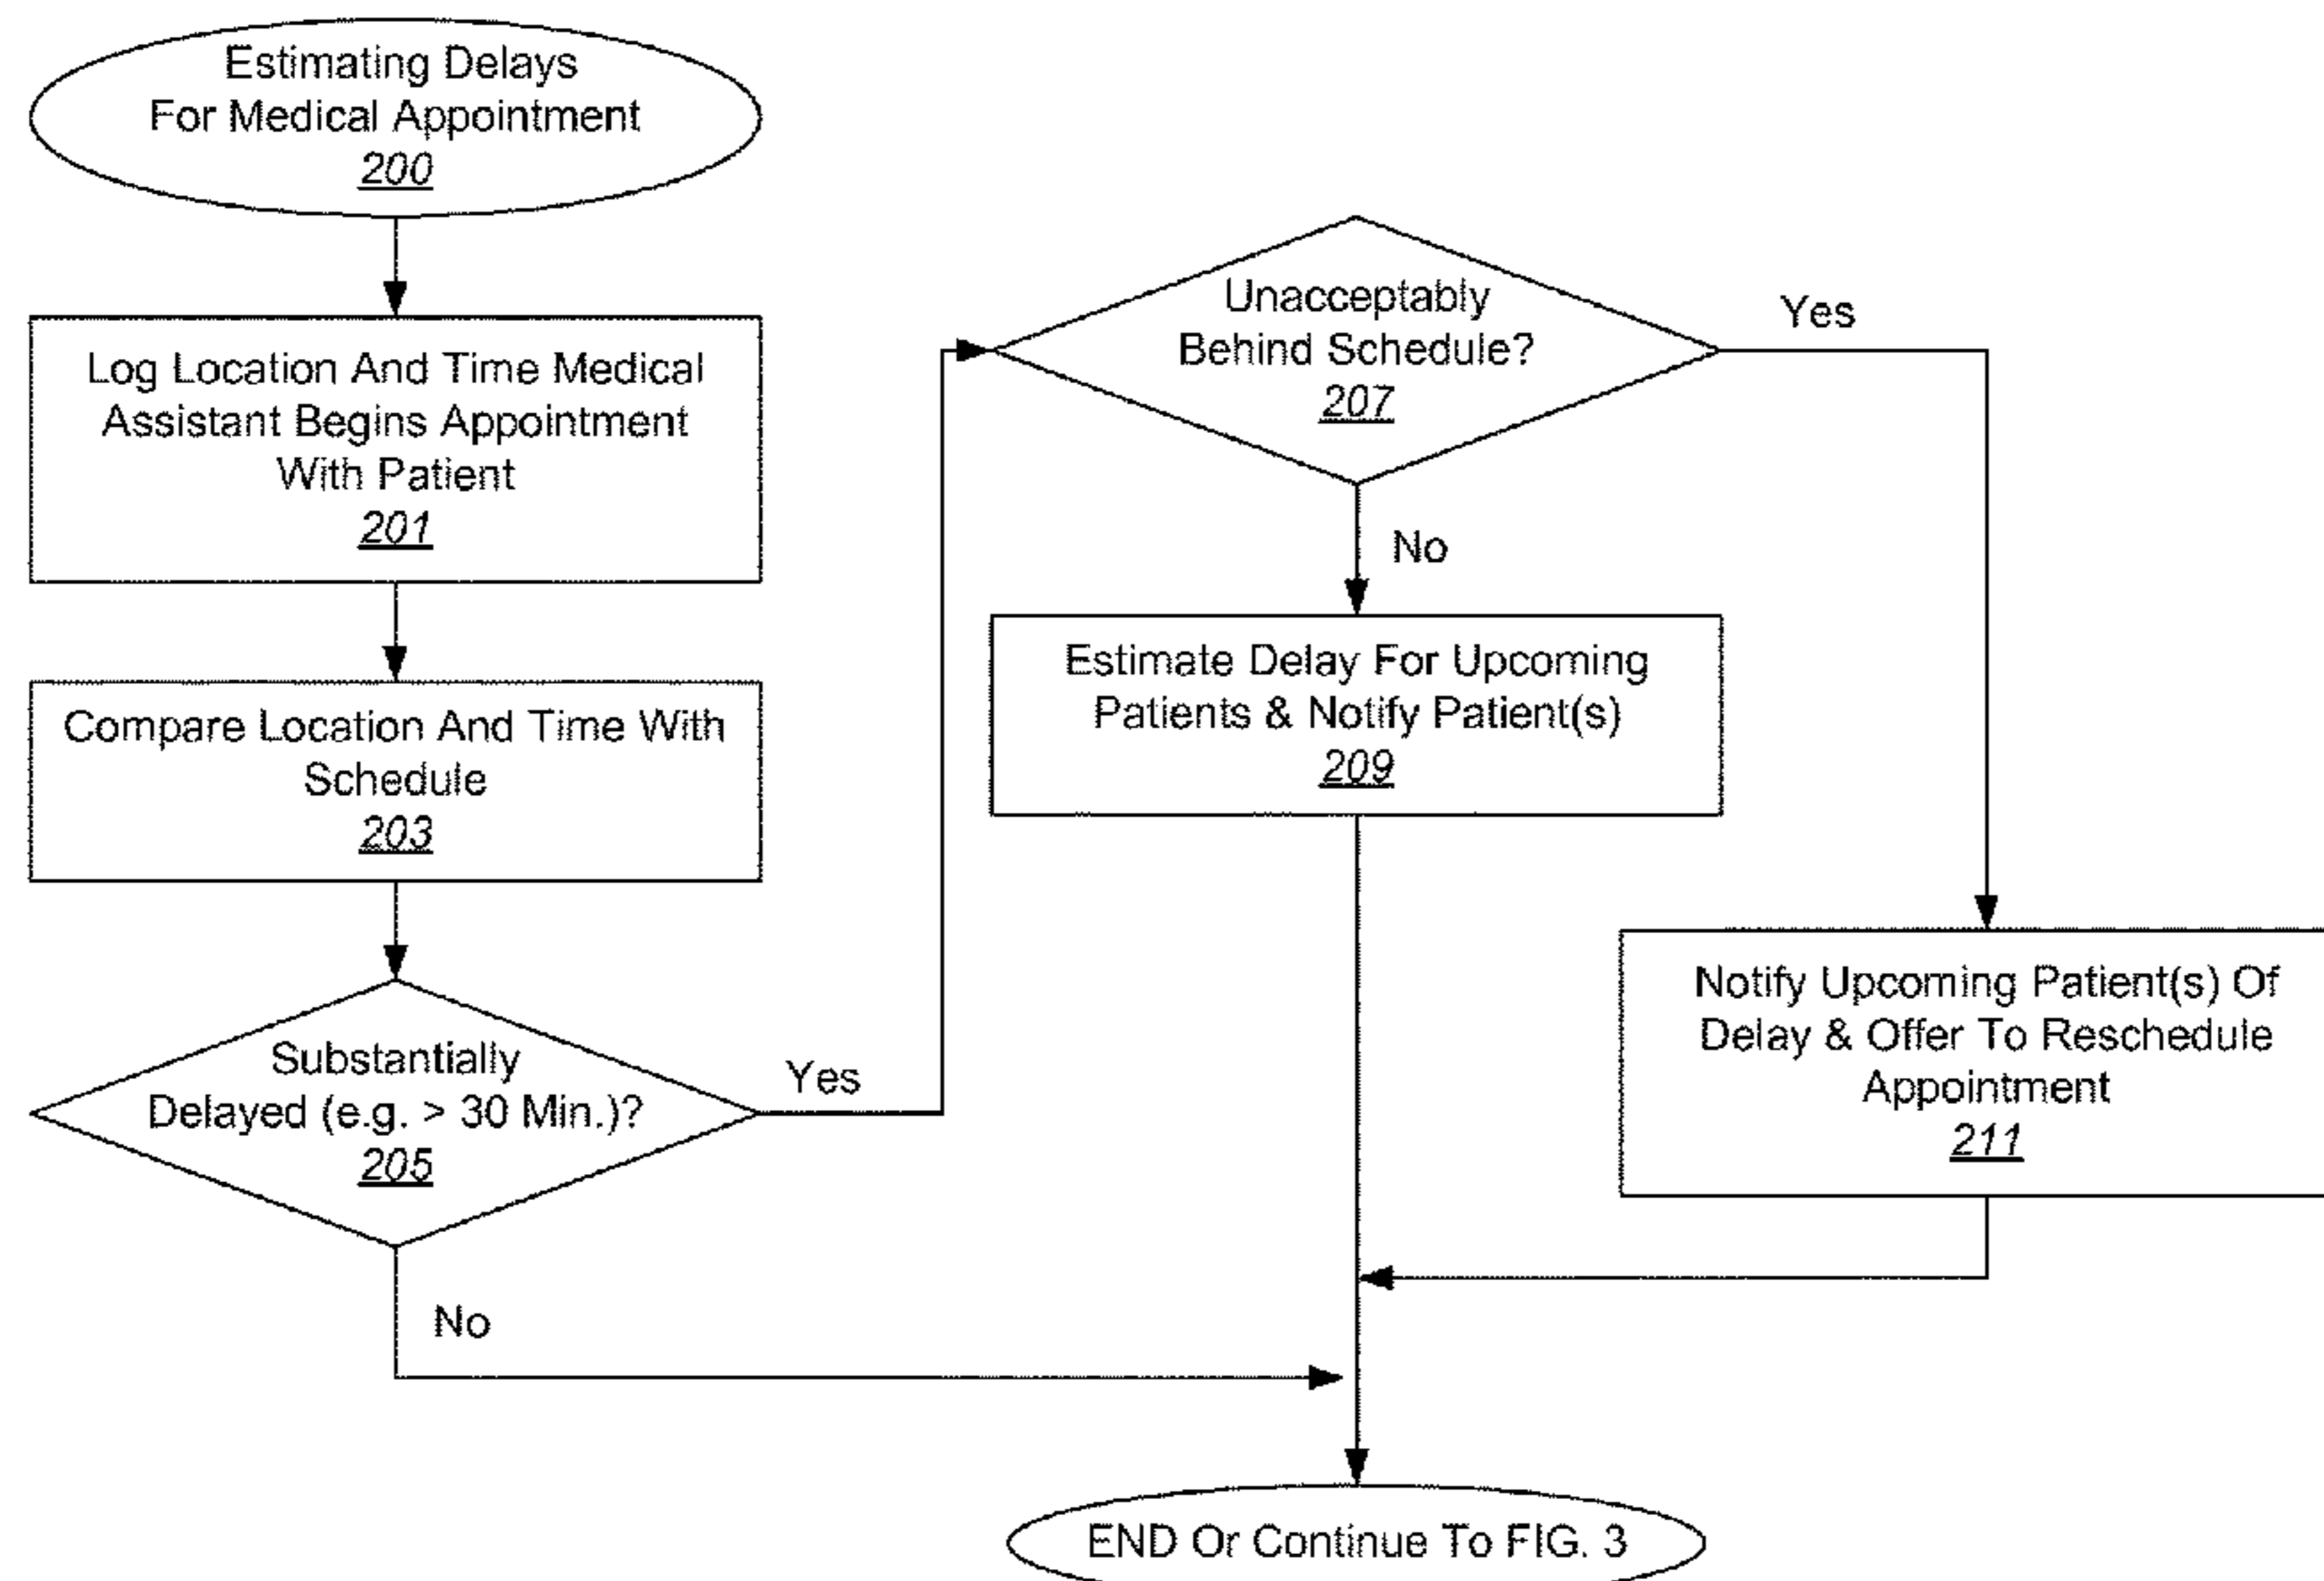 Estimating Delays
For Medical Appointment
200
Log Location And Time Medical
Assistant Begins Appointment
With Patient
201
Compare Location And Time With
Schedule
203
Substantially
Delayed (e.g. > 30 Min.)?
205
Yes
No
Unacceptably
Behind Schedule?
207
Yes
No
Estimate Delay For Upcoming
Patients & Notify Patient(s)
209
Notify Upcoming Patient(s) Of
Delay & Offer To Reschedule
Appointment
211
END Or Continue To FIG. 3